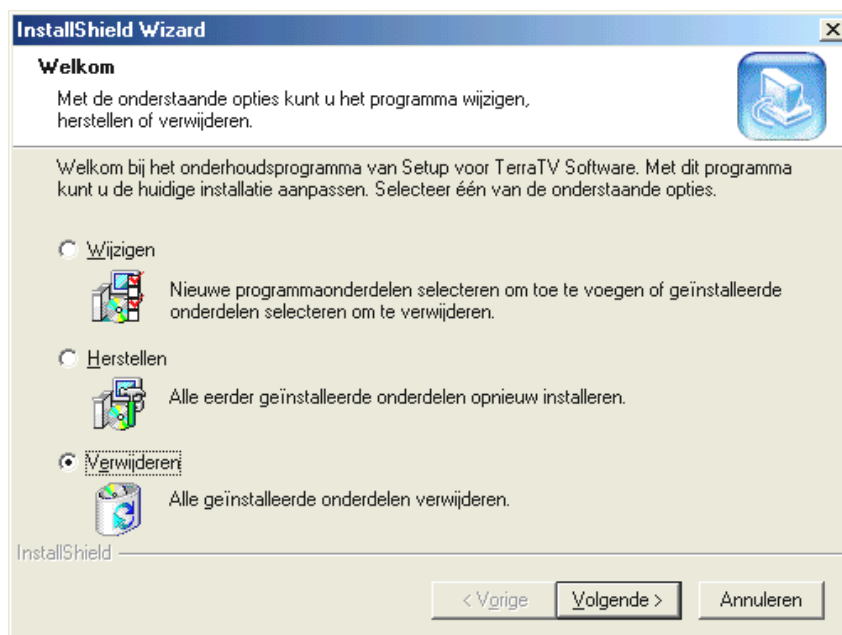 InstallShield Wizard
Welkom
Met de onderstaande opties kunt u het programma wijzigen,
herstellen of verwijderen.
Welkom bij het onderhoudsprogramma van Setup voor TerraTV Software. Met dit programma
kunt u de huidige installatie aanpassen. Selecteer één van de onderstaande opties.
Wijzigen
Nieuwe programmaonderdelen selecteren om toe te voegen of geïnstalleerde
onderdelen selecteren om te verwijderen.
Herstellen
Alle eerder geïnstalleerde onderdelen opnieuw installeren.
Verwijderen
Alle geïnstalleerde onderdelen verwijderen.
InstallShield
< Vorige
Volgende >
Annuleren